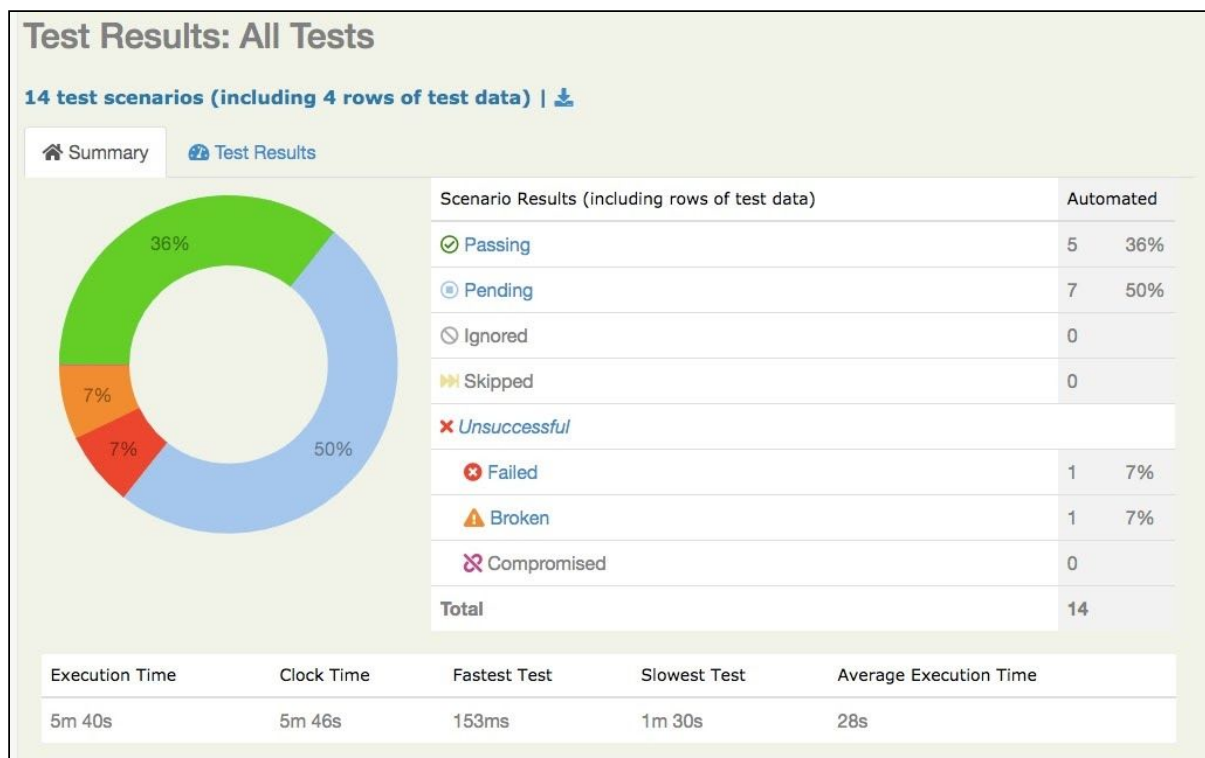 Test Results: All Tests
14 test scenarios (including 4 rows of test data) |
Summary
Test Results
36%
7%
7%
50%
Scenario Results (including rows of test data) Automated
Passing 5 36%
Pending 7 50%
Ignored 0
Skipped 0
Unsuccessful
Failed 1 7%
Broken 1 7%
Compromised 0
Total 14
Execution Time Clock Time Fastest Test Slowest Test Average Execution Time
5m 40s 5m 46s 153ms 1m 30s 28s